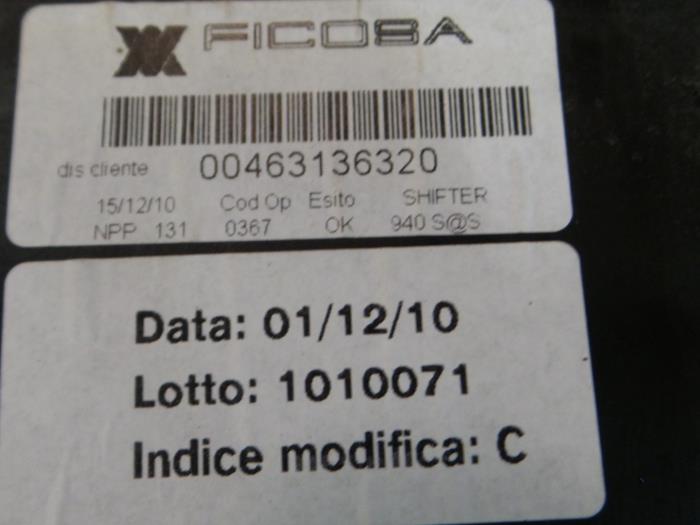 FICOSA
dis cliente 00463136320
15/12/10 Cod Op Esito SHIFTER
NPP 131 0367 OK 940 S@S
Data: 01/12/10
Lotto: 1010071
Indice modifica: C